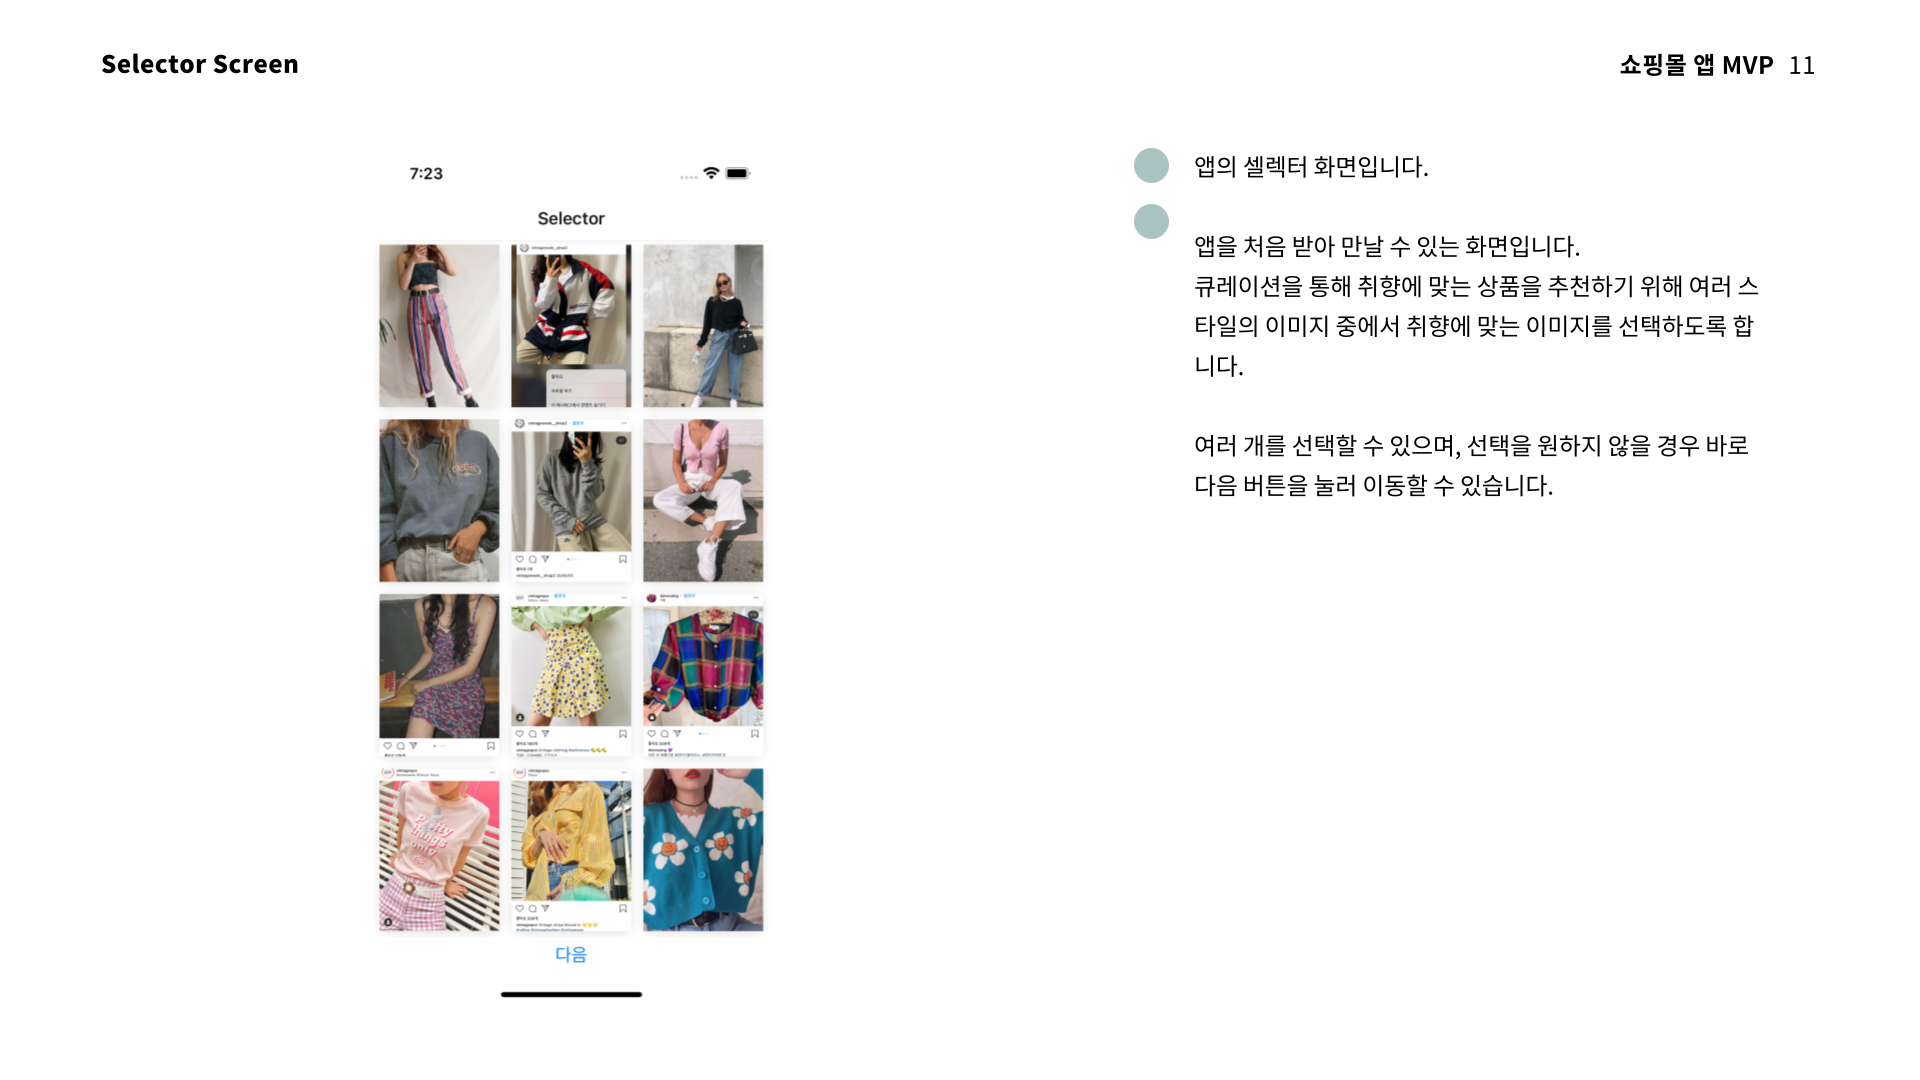 Selector Screen
쇼핑몰 앱 MVP 11
7:23
Selector
다음
앱의 셀렉터 화면입니다.
앱을 처음 받아 만날 수 있는 화면입니다.
큐레이션을 통해 취향에 맞는 상품을 추천하기 위해 여러 스
타일의 이미지 중에서 취향에 맞는 이미지를 선택하도록 합
니다.
여러 개를 선택할 수 있으며, 선택을 원하지 않을 경우 바로
다음 버튼을 눌러 이동할 수 있습니다.